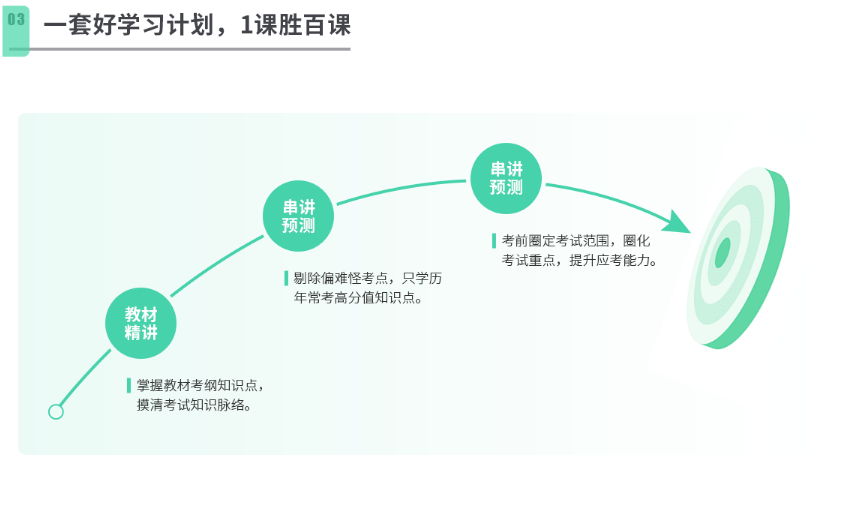 03
一套好学习计划，1课胜百课
串讲
预测
串讲
预测
考前圈定考试范围，圈化
考试重点，提升应考能力。
剔除偏难怪考点，只学历
年常考高分值知识点。
教材
精讲
掌握教材考纲知识点，
摸清考试知识脉络。